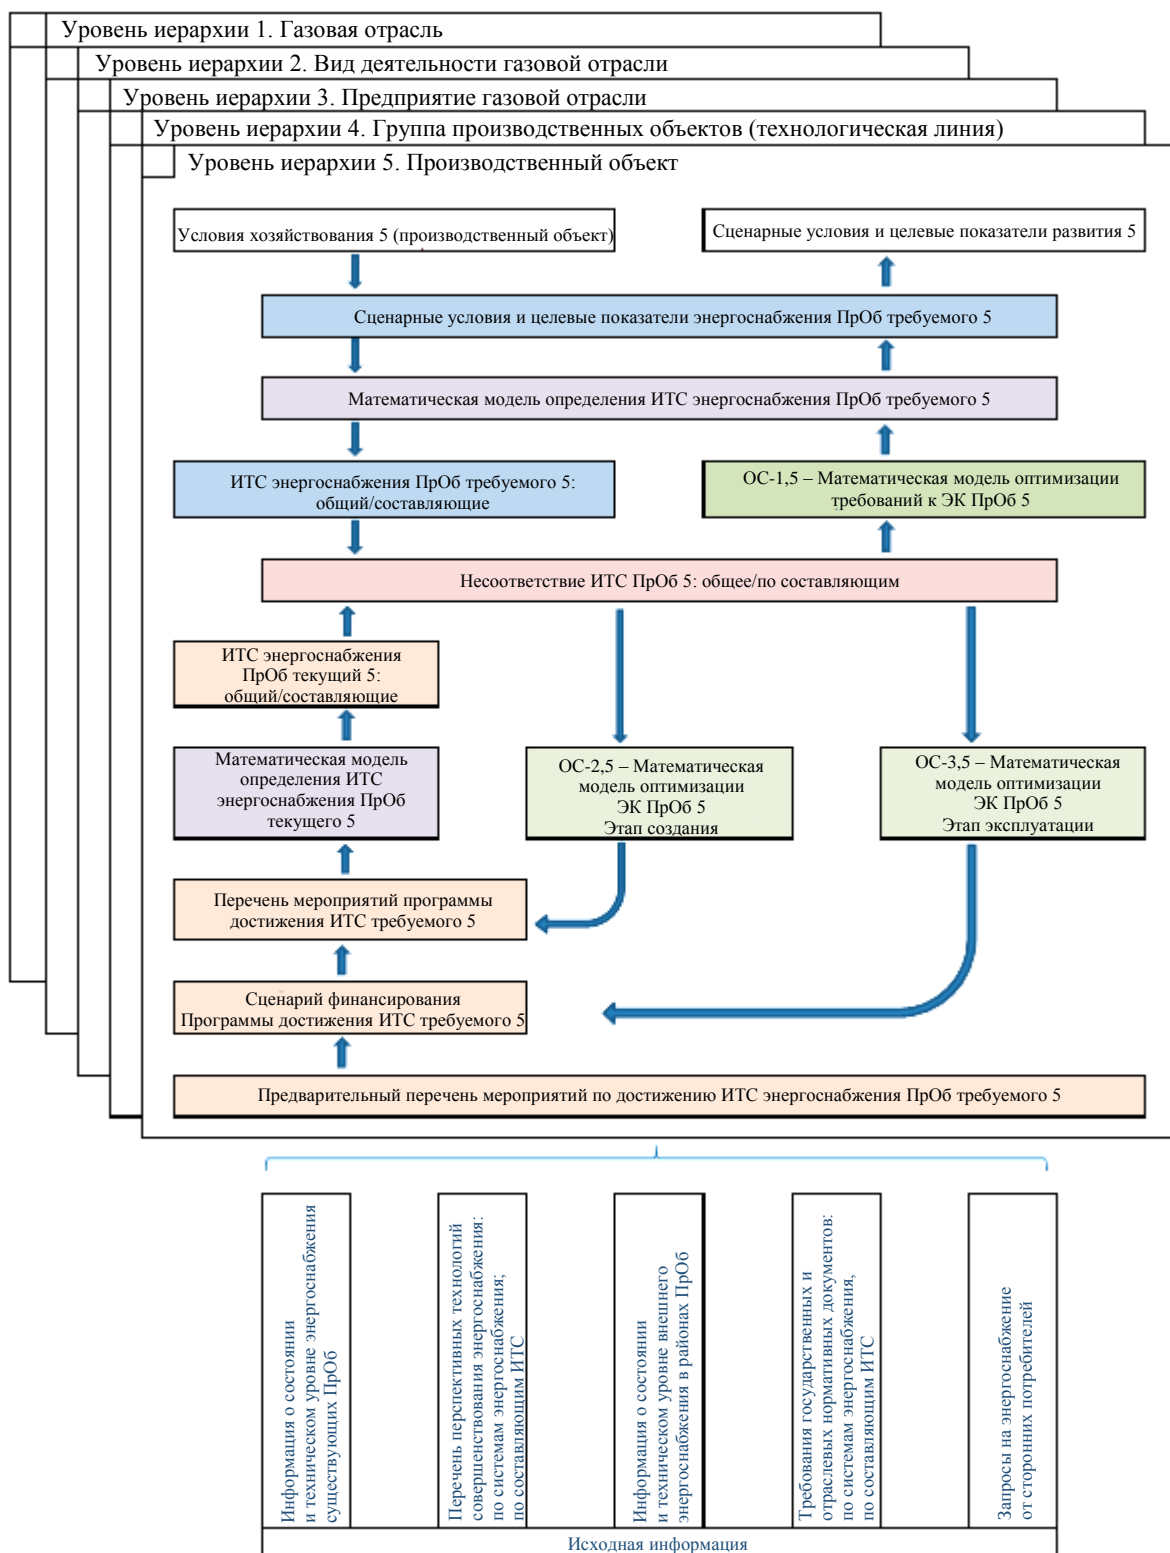 Уровень иерархии 1. Газовая отрасль
Уровень иерархии 2. Вид деятельности газовой отрасли
Уровень иерархии 3. Предприятие газовой отрасли
Уровень иерархии 4. Группа производственных объектов (технологическая линия)
Уровень иерархии 5. Производственный объект
Условия хозяйствования 5 (производственный объект)
Сценарные условия и целевые показатели развития 5
Сценарные условия и целевые показатели энергоснабжения ПрОб требуемого 5
Математическая модель определения ИТС энергоснабжения ПрОб требуемого 5
ИТС энергоснабжения ПрОб требуемого 5:
общий/составляющие
ОС-1,5 – Математическая модель оптимизации
требований к ЭК ПрОб 5
Несоответствие ИТС ПрОб 5: общее/по составляющим
ИТС энергоснабжения
ПрОб текущий 5:
общий/составляющие
Математическая модель
определения ИТС
энергоснабжения ПрОб
текущего 5
ОС-2,5 – Математическая
модель оптимизации
ЭК ПрОб 5
Этап создания
ОС-3,5 – Математическая
модель оптимизации
ЭК ПрОб 5
Этап эксплуатации
Перечень мероприятий программы
достижения ИТС требуемого 5
Сценарий финансирования
Программы достижения ИТС требуемого 5
Предварительный перечень мероприятий по достижению ИТС энергоснабжения ПрОб требуемого 5
Информация о состоянии
и техническом уровне энергоснабжения
существующих ПрОб
Перечень перспективных технологий
совершенствования энергоснабжения:
по системам энергоснабжения;
по составляющим ИТС
Информация о состоянии
и техническом уровне внешнего
энергоснабжения в районах ПрОб
Требования государственных и
отраслевых нормативных документов:
по системам энергоснабжения,
по составляющим ИТС
Запросы на энергоснабжение
от сторонних потребителей
Исходная информация